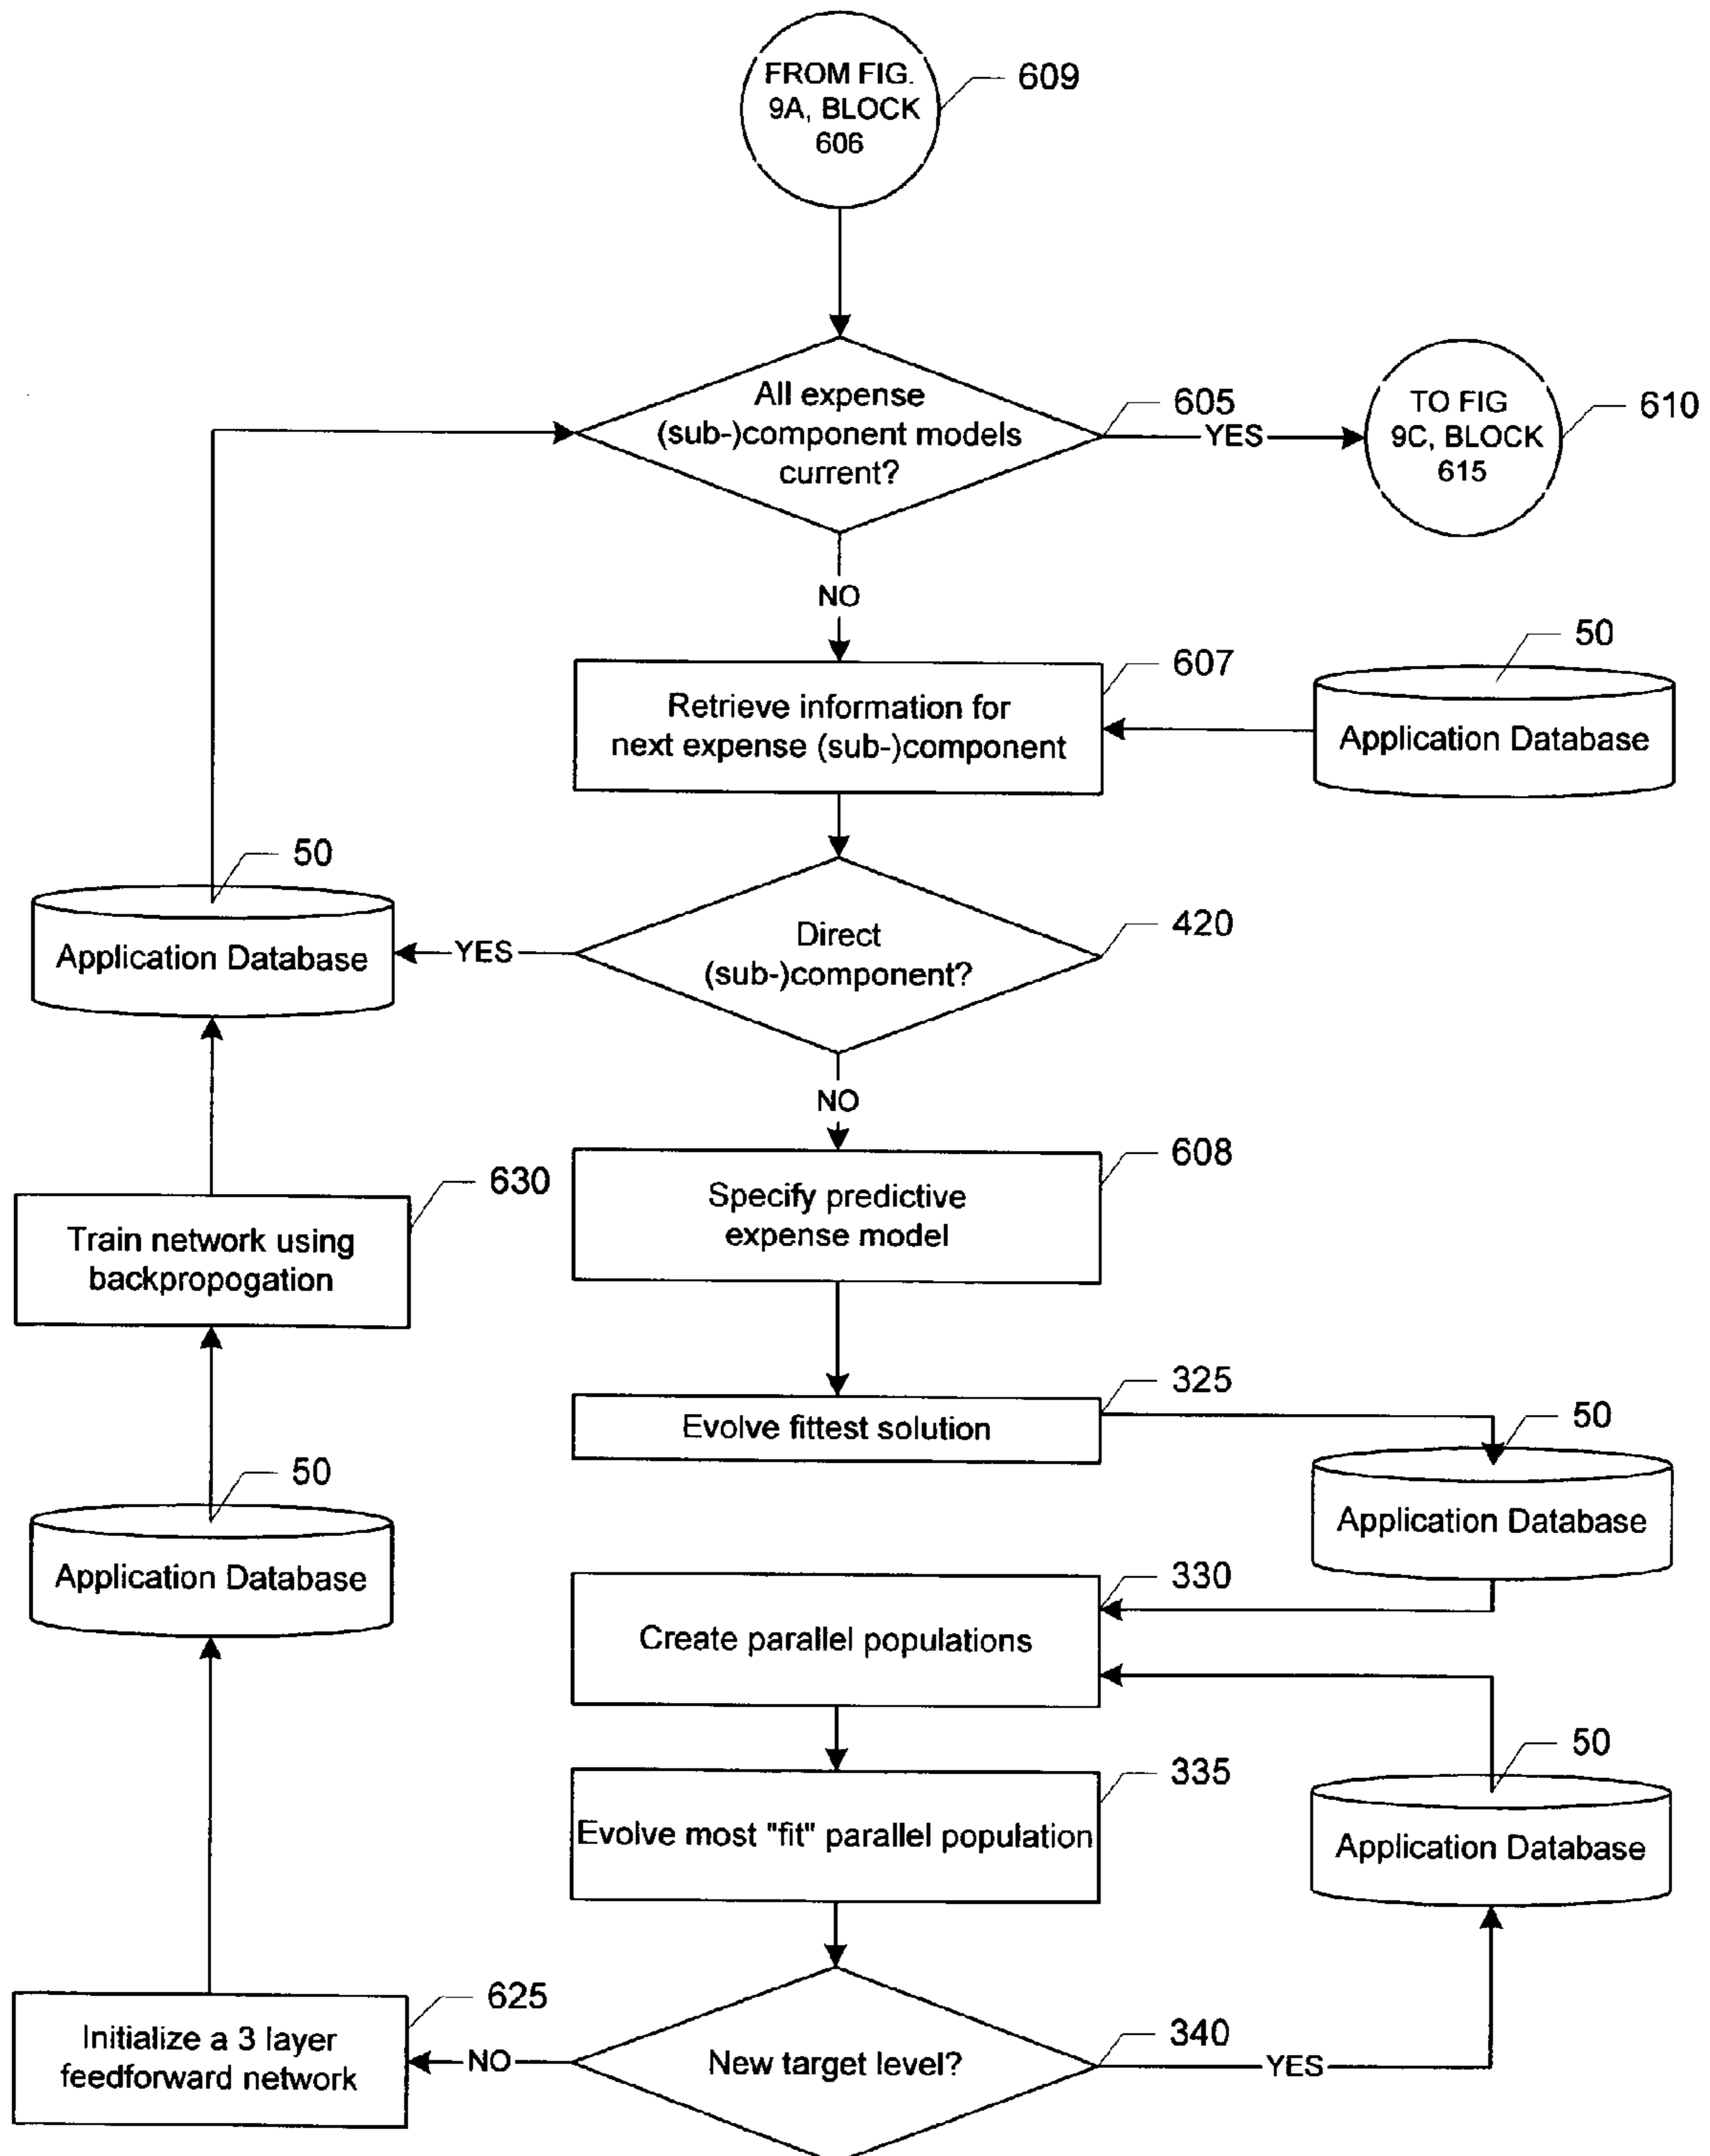 FROM FIG.
9A, BLOCK
606
609
All expense
(sub-)component models
current?
605
YES
TO FIG
9C, BLOCK
615
610
NO
Retrieve information for
next expense (sub-)component
607
50
Application Database
50
Application Database
YES
Direct
(sub-)component?
420
NO
Specify predictive
expense model
608
630
Train network using
backpropogation
Evolve fittest solution
325
50
Application Database
50
Application Database
Create parallel populations
330
Evolve most "fit" parallel population
335
50
Application Database
625
Initialize a 3 layer
feedforward network
NO
New target level?
340
YES